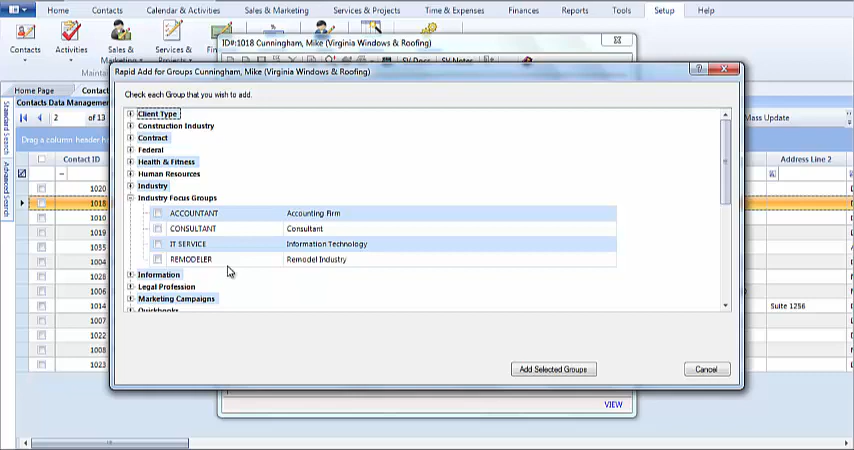 Home Contacts Calendar & Activities Sales & Marketing Services & Projects Time & Expenses Finances Reports Tools Setup Help
Contacts Activities Sales & Marketing Services & Projects
ID#:1018 Cunningham, Mike (Virginia Windows & Roofing)
Rapid Add for Groups Cunningham, Mike (Virginia Windows & Roofing)
Home Page
Contacts Data Management
2 of 13
Mass Update
Drag a column header
Standard Search
Advanced Search
Contact ID
Address Line 2
1020
1018
1010
1019
1055
1004
1028
1006
1014 Suite 1256
1007
1022
1008
1023
Check each Group that you wish to add.
Client Type
Construction Industry
Contract
Federal
Health & Fitness
Human Resources
Industry
Industry Focus Groups
ACCOUNTANT Accounting Firm
CONSULTANT Consultant
IT SERVICE Information Technology
REMODELER Remodel Industry
Information
Legal Profession
Marketing Campaigns
Quickbooks
Add Selected Groups Cancel
VIEW